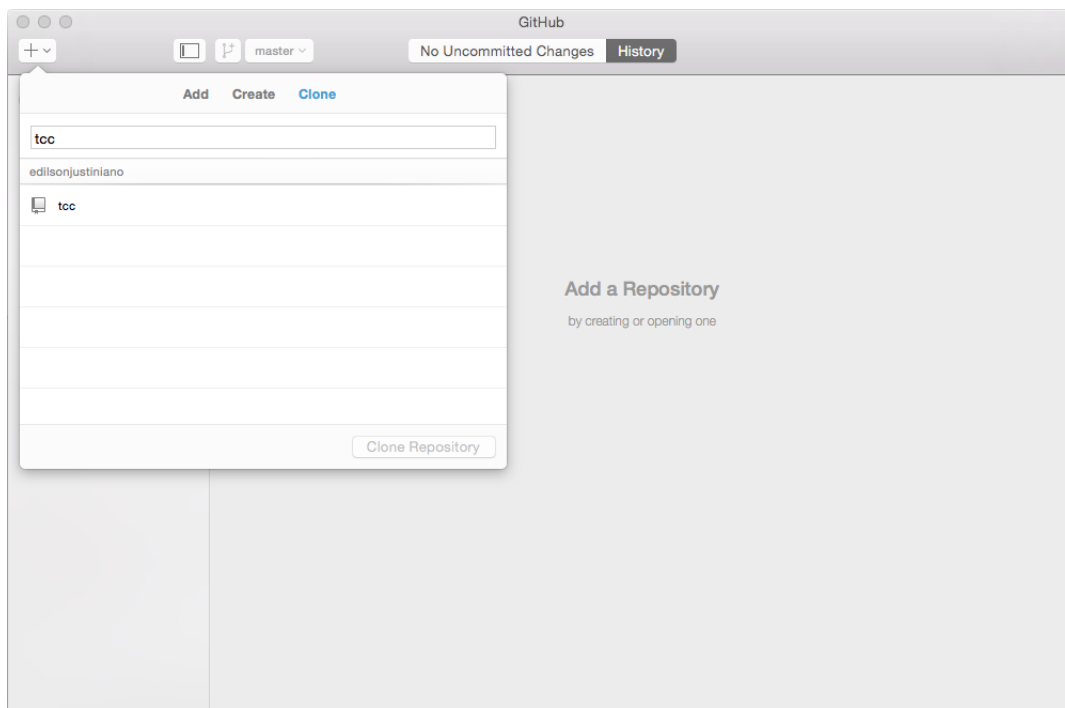 GitHub
master
No Uncommitted Changes History
Add Create Clone
tcc
edilsonjustiniano
tcc
Add a Repository
by creating or opening one
Clone Repository